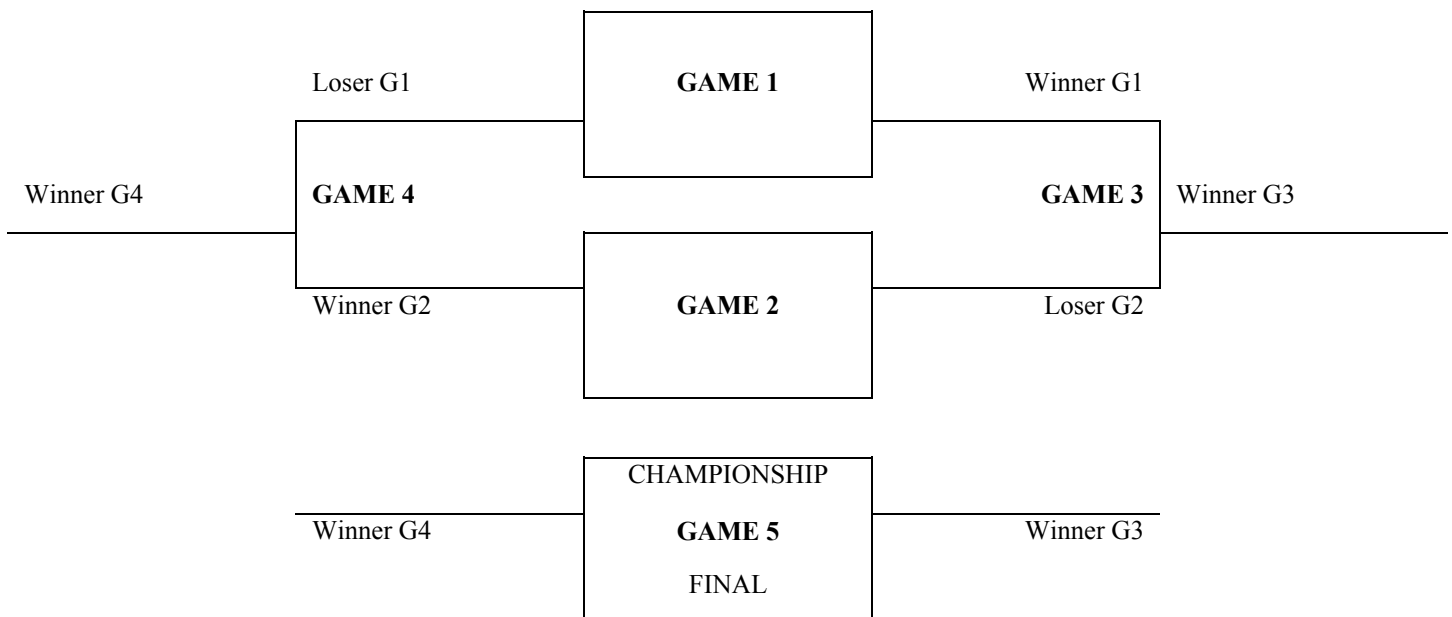 Loser G1 GAME 1 Winner G1
Winner G4 GAME 4 GAME 3 Winner G3
Winner G2 GAME 2 Loser G2
CHAMPIONSHIP
Winner G4 GAME 5 Winner G3
FINAL